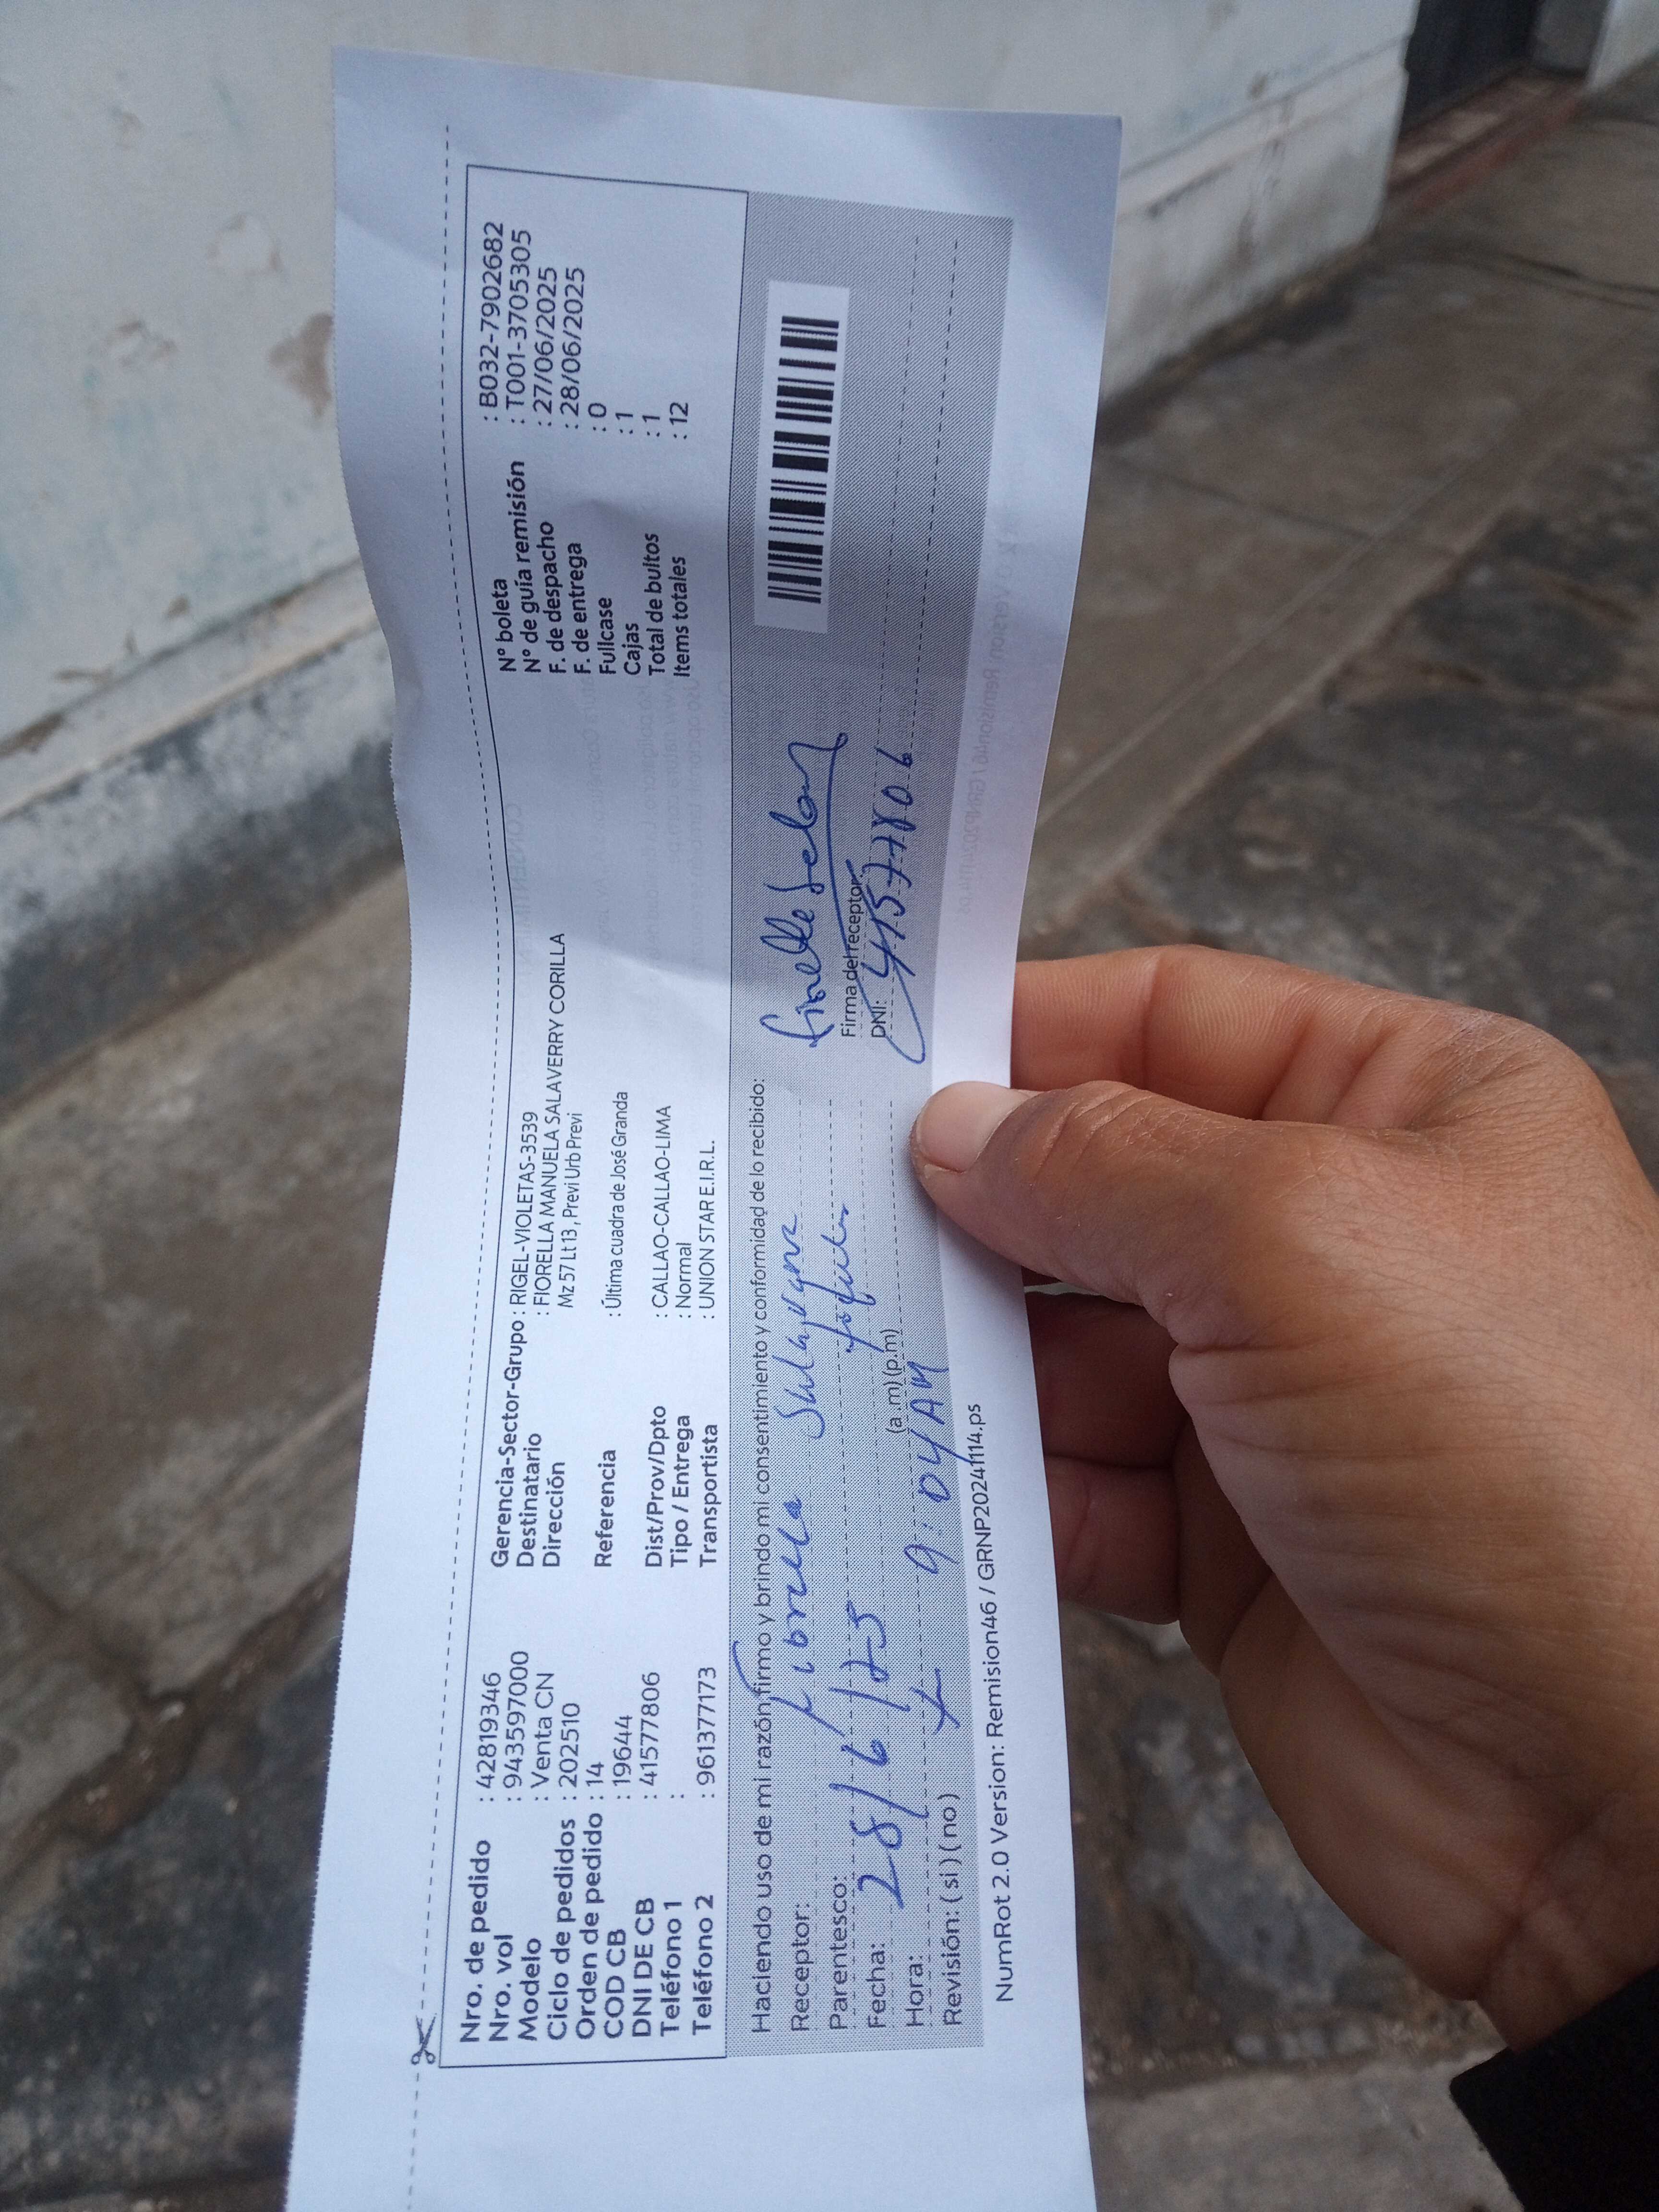 Nro. de pedido : 42819346 Gerencia-Sector-Grupo : RIGEL-VIOLETAS-3539 N° boleta : B032-7902682
Nro. vol : 943597000 Destinatario : FIORELLA MANUELA SALAVERRY CORILLA N° de guía remisión : T001-3705305
Modelo : Venta CN Dirección Mz 57 Lt 13 , Previ Urb Previ F. de despacho : 27/06/2025
Ciclo de pedidos : 202510 F. de entrega : 28/06/2025
Orden de pedido : 14 Referencia : Última cuadra de José Granda Fullcase : 0
COD CB : 19644 Cajas : 1
DNI DE CB : 41577806 Dist/Prov/Dpto : CALLAO-CALLAO-LIMA Total de bultos : 1
Teléfono 1 : Tipo / Entrega : Normal Items totales : 12
Teléfono 2 : 961377173 Transportista : UNION STAR E.I.R.L.
Haciendo uso de mi razón firmo y brindo mi consentimiento y conformidad de lo recibido:
Receptor: Fiorella
Parentesco:
Firma del receptor:
Fecha: 28/6/25
DNI: 41577806
Hora: 9:04 AM (a .m) (p.m)
Revisión: ( si ) ( no )
NumRot 2.0 Version: Remision46 / GRNP20241114.ps